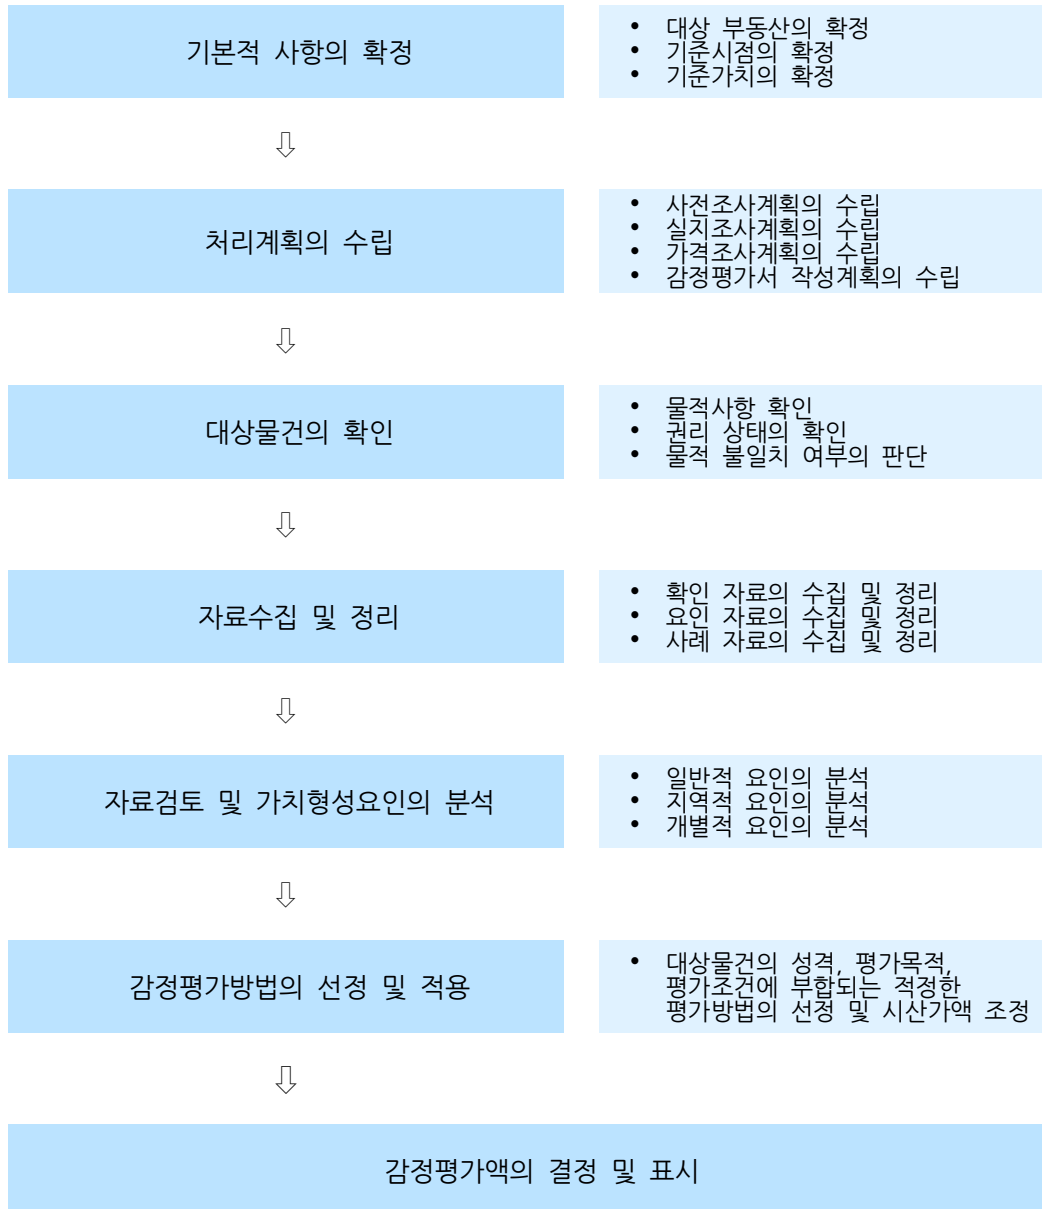 기본적 사항의 확정
• 대상 부동산의 확정
• 기준시점의 확정
• 기준가치의 확정
⇩
처리계획의 수립
• 사전조사계획의 수립
• 실지조사계획의 수립
• 가격조사계획의 수립
• 감정평가서 작성계획의 수립
⇩
대상물건의 확인
• 물적사항 확인
• 권리 상태의 확인
• 물적 불일치 여부의 판단
⇩
자료수집 및 정리
• 확인 자료의 수집 및 정리
• 요인 자료의 수집 및 정리
• 사례 자료의 수집 및 정리
⇩
자료검토 및 가치형성요인의 분석
• 일반적 요인의 분석
• 지역적 요인의 분석
• 개별적 요인의 분석
⇩
감정평가방법의 선정 및 적용
• 대상물건의 성격, 평가목적,
평가조건에 부합되는 적정한
평가방법의 선정 및 시산가액 조정
⇩
감정평가액의 결정 및 표시